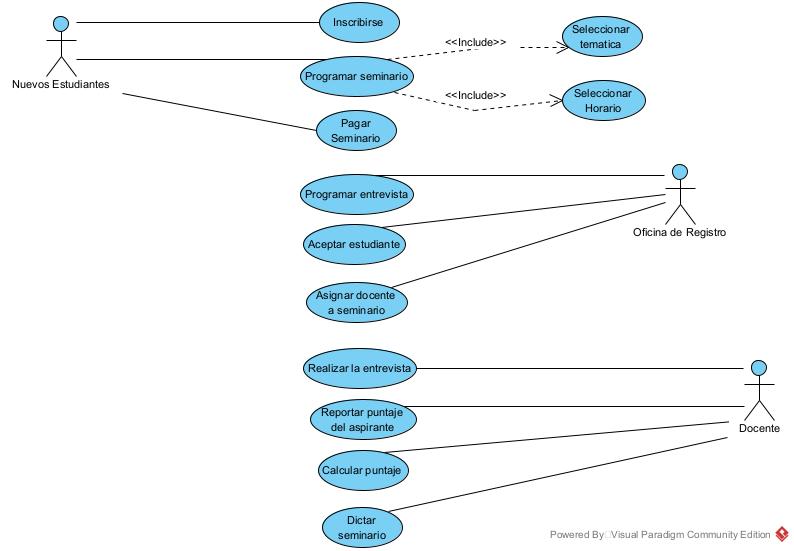 Inscribirse
Nuevos Estudiantes
<<Include>>
Seleccionar
tematica
Programar seminario
<<Include>>
Seleccionar
Horario
Pagar
Seminario
Programar entrevista
Oficina de Registro
Aceptar estudiante
Asignar docente
a seminario
Realizar la entrevista
Reportar puntaje
del aspirante
Docente
Calcular puntaje
Dictar
seminario
Powered By Visual Paradigm Community Edition